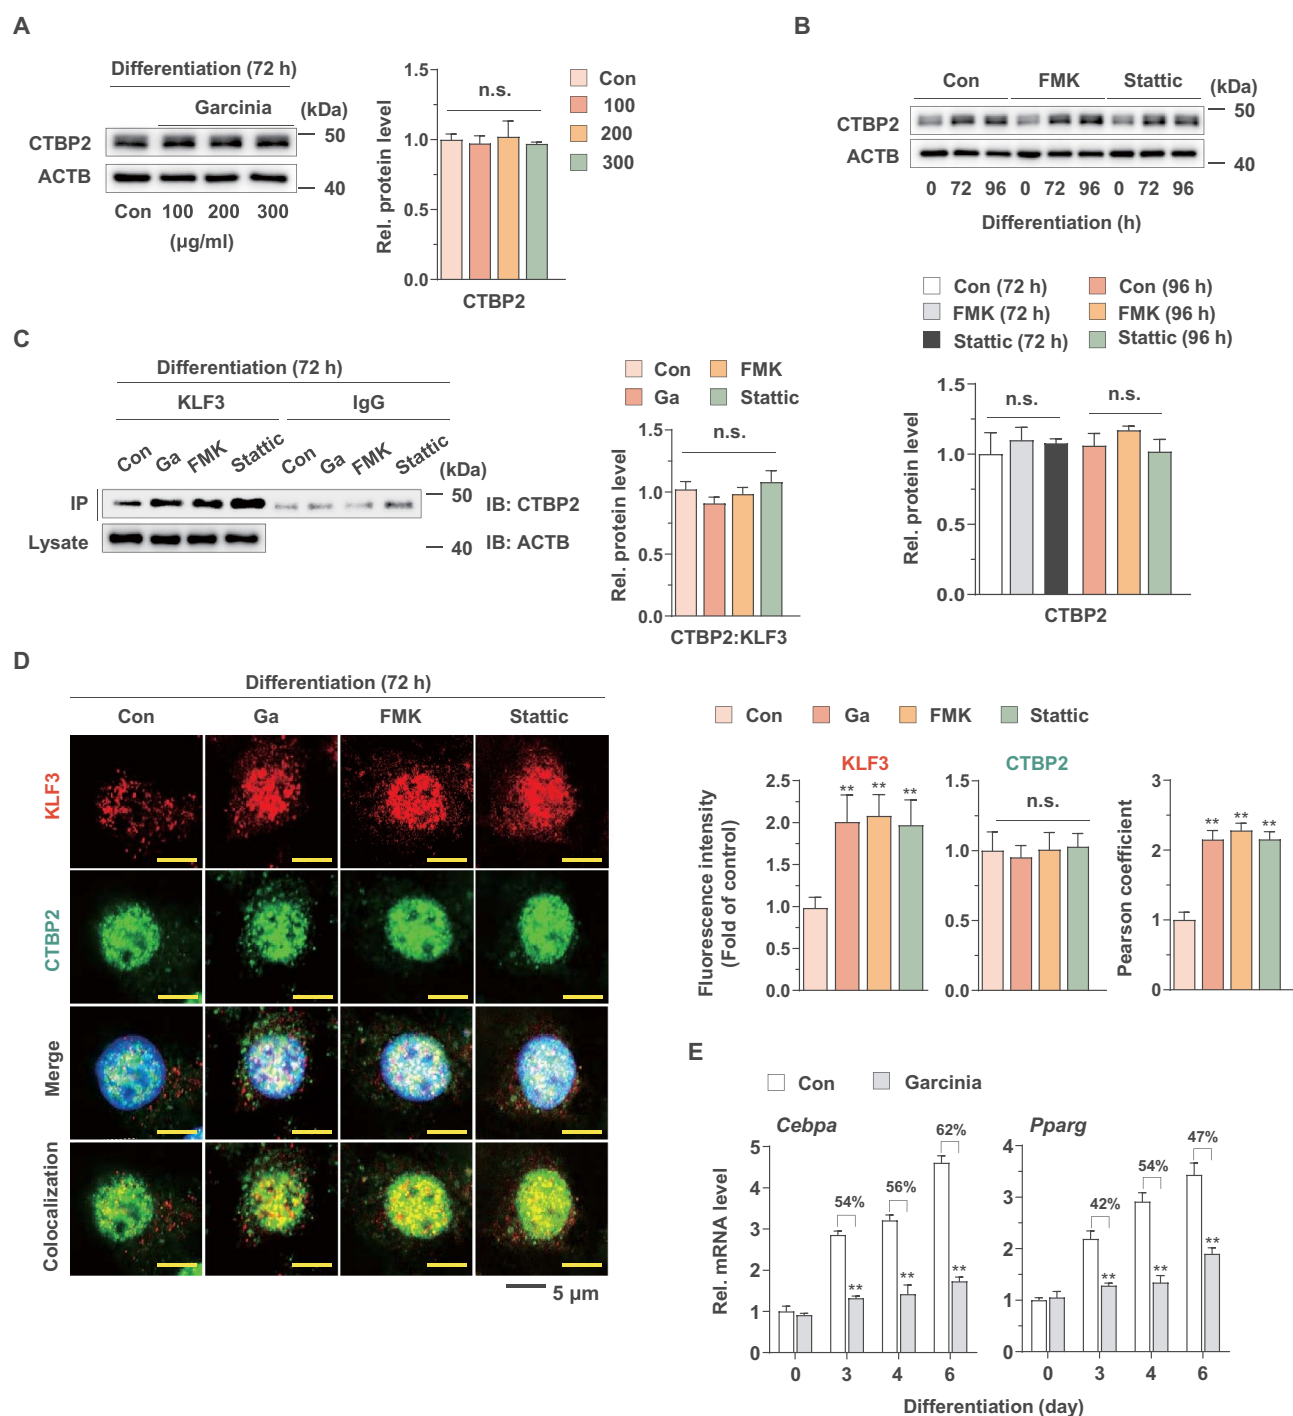 A
Differentiation (72 h)
Garcinia
(kDa)
CTBP2
50
ACTB
40
Con 100 200 300
(µg/ml)
Rel. protein level
1.5
1.0
0.5
0.0
n.s.
CTBP2
Con
100
200
300
B
Con FMK Stattic
(kDa)
CTBP2
50
ACTB
40
0 72 96 0 72 96 0 72 96
Differentiation (h)
Con (72 h) Con (96 h)
FMK (72 h) FMK (96 h)
Stattic (72 h) Stattic (96 h)
Rel. protein level
1.5
1.0
0.5
0.0
n.s. n.s.
CTBP2
C
Differentiation (72 h)
KLF3 IgG
Con Ga FMK Stattic Con Ga FMK Stattic
(kDa)
IP
50
IB: CTBP2
Lysate
40
IB: ACTB
Con FMK
Ga Stattic
Rel. protein level
1.5
1.0
0.5
0.0
n.s.
CTBP2:KLF3
D
Differentiation (72 h)
Con Ga FMK Stattic
KLF3
CTBP2
Merge
Colocalization
5 µm
Con Ga FMK Stattic
Fluorescence intensity
(Fold of control)
KLF3
2.5
2.0
1.5
1.0
0.5
0.0
** ** **
CTBP2
1.5
1.0
0.5
0.0
n.s.
Pearson coefficient
3
2
1
0
** ** **
E
Con Garcinia
Rel. mRNA level
Cebpa
5
4
3
2
1
0
54% 56% 62%
** ** **
0 3 4 6
Pparg
4
3
2
1
0
42% 54% 47%
** ** **
0 3 4 6
Differentiation (day)